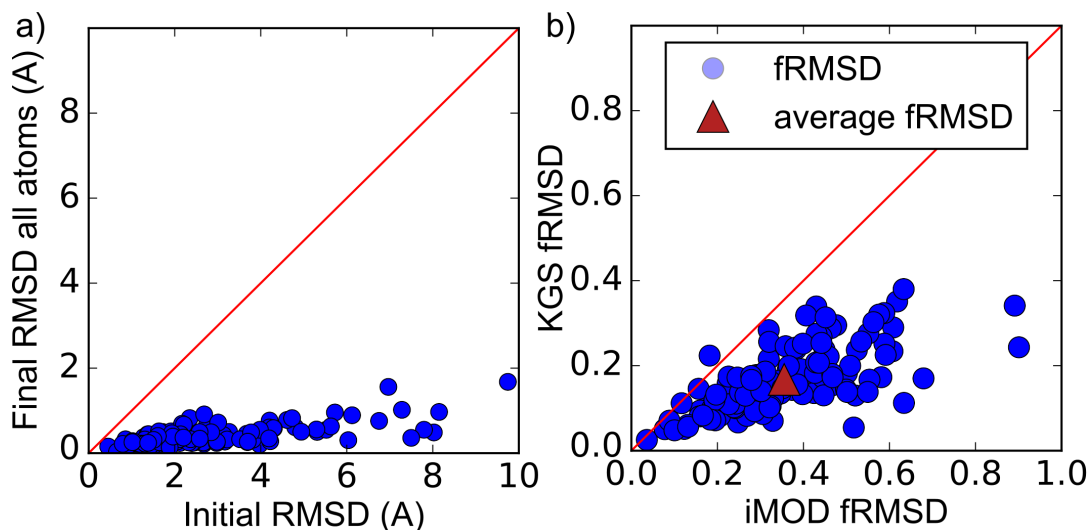 a)
Final RMSD all atoms (A)
8
6
4
2
0
0 2 4 6 8 10
Initial RMSD (A)
b)
fRMSD
average fRMSD
KGS fRMSD
0.8
0.6
0.4
0.2
0.0
0.0 0.2 0.4 0.6 0.8 1.0
iMOD fRMSD